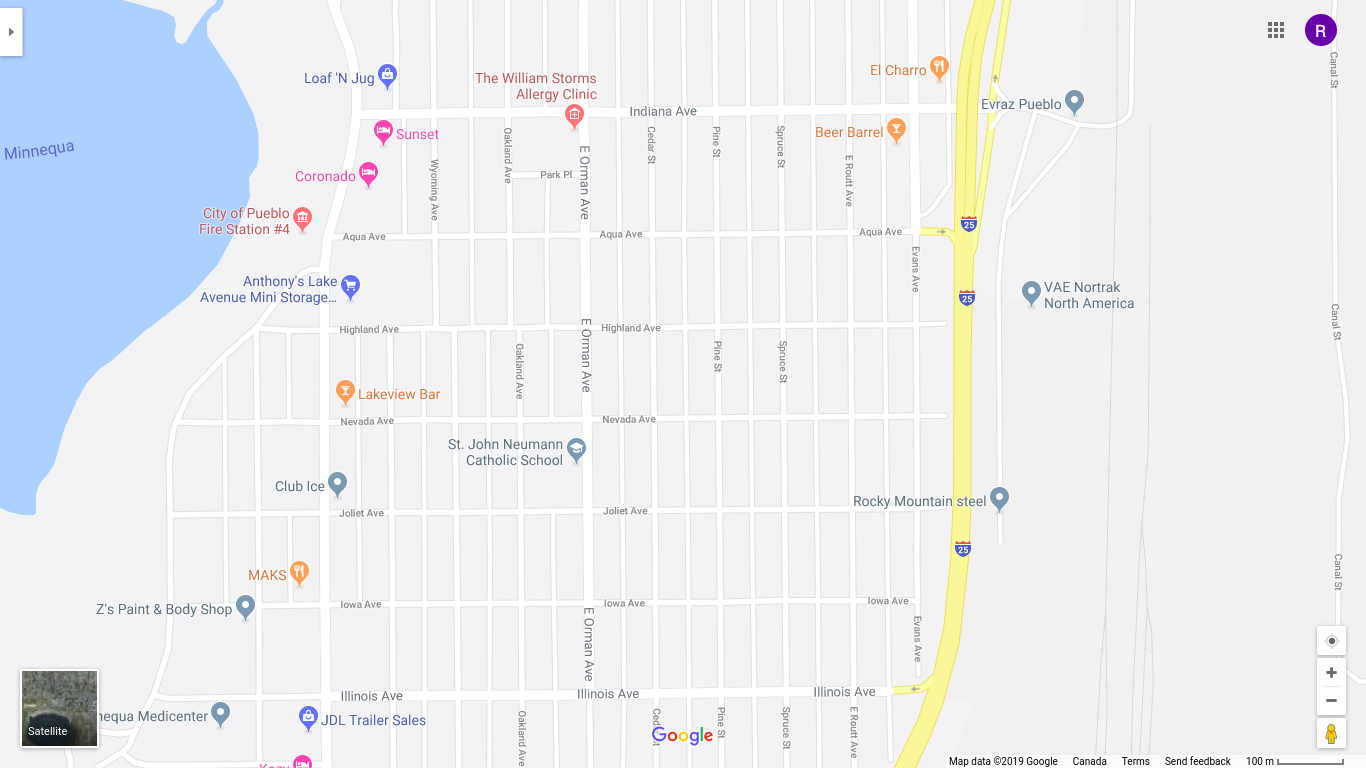 R
Canal St
El Charro
Loaf 'N Jug
The William Storms
Allergy Clinic
Evraz Pueblo
Indiana Ave
Sunset
Beer Barrel
Minnequa
Oakland Ave
E Orman Ave
Cedar St
Pine St
Spruce St
E Routt Ave
Wyoming Ave
Park Pl
Coronado
City of Pueblo
Fire Station #4
Aqua Ave
Aqua Ave
Aqua Ave
25
Evans Ave
Anthony's Lake
Avenue Mini Storage...
25
VAE Nortrak
North America
Canal St
Highland Ave
Highland Ave
E Orman Ave
Oakland Ave
Pine St
Spruce St
Lakeview Bar
Nevada Ave
Nevada Ave
St. John Neumann
Catholic School
Club Ice
Rocky Mountain steel
Joliet Ave
Joliet Ave
25
Canal St
MAKS
Z's Paint & Body Shop
Iowa Ave
Iowa Ave
Iowa Ave
E Orman Ave
Evans Ave
Illinois Ave
Illinois Ave
Illinois Ave
nequa Medicenter
JDL Trailer Sales
Oakland Ave
Pine St
Spruce St
E Routt Ave
Satellite
Google
Map data ©2019 Google Canada Terms Send feedback 100 m